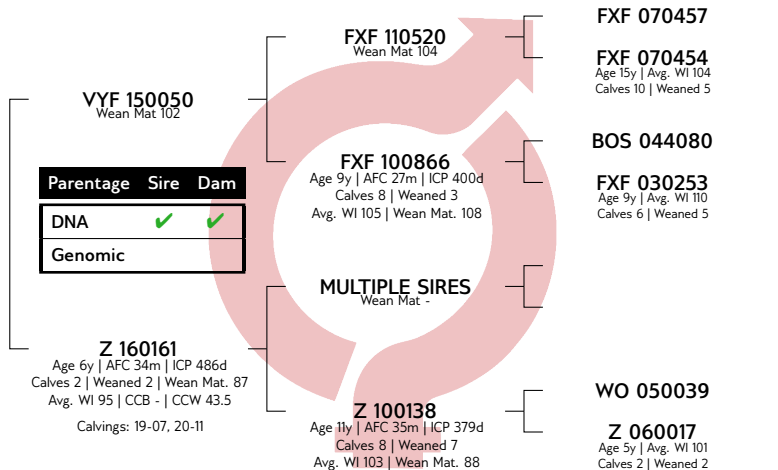 FXF 070457
FXF 110520
Wean Mat 104
FXF 070454
Age 15y | Avg. WI 104
Calves 10 | Weaned 5
VYF 150050
Wean Mat 102
BOS 044080
FXF 100866
Age 9y | AFC 27m | ICP 400d
Calves 8 | Weaned 3
Avg. WI 105 | Wean Mat. 108
FXF 030253
Age 9y | Avg. WI 110
Calves 6 | Weaned 5
Parentage Sire Dam
DNA ✔ ✔
Genomic
MULTIPLE SIRES
Wean Mat -
Z 160161
Age 6y | AFC 34m | ICP 486d
Calves 2 | Weaned 2 | Wean Mat. 87
Avg. WI 95 | CCB - | CCW 43.5
Calvings: 19-07, 20-11
WO 050039
Z 100138
Age 11y | AFC 35m | ICP 379d
Calves 8 | Weaned 7
Avg. WI 103 | Wean Mat. 88
Z 060017
Age 5y | Avg. WI 101
Calves 2 | Weaned 2